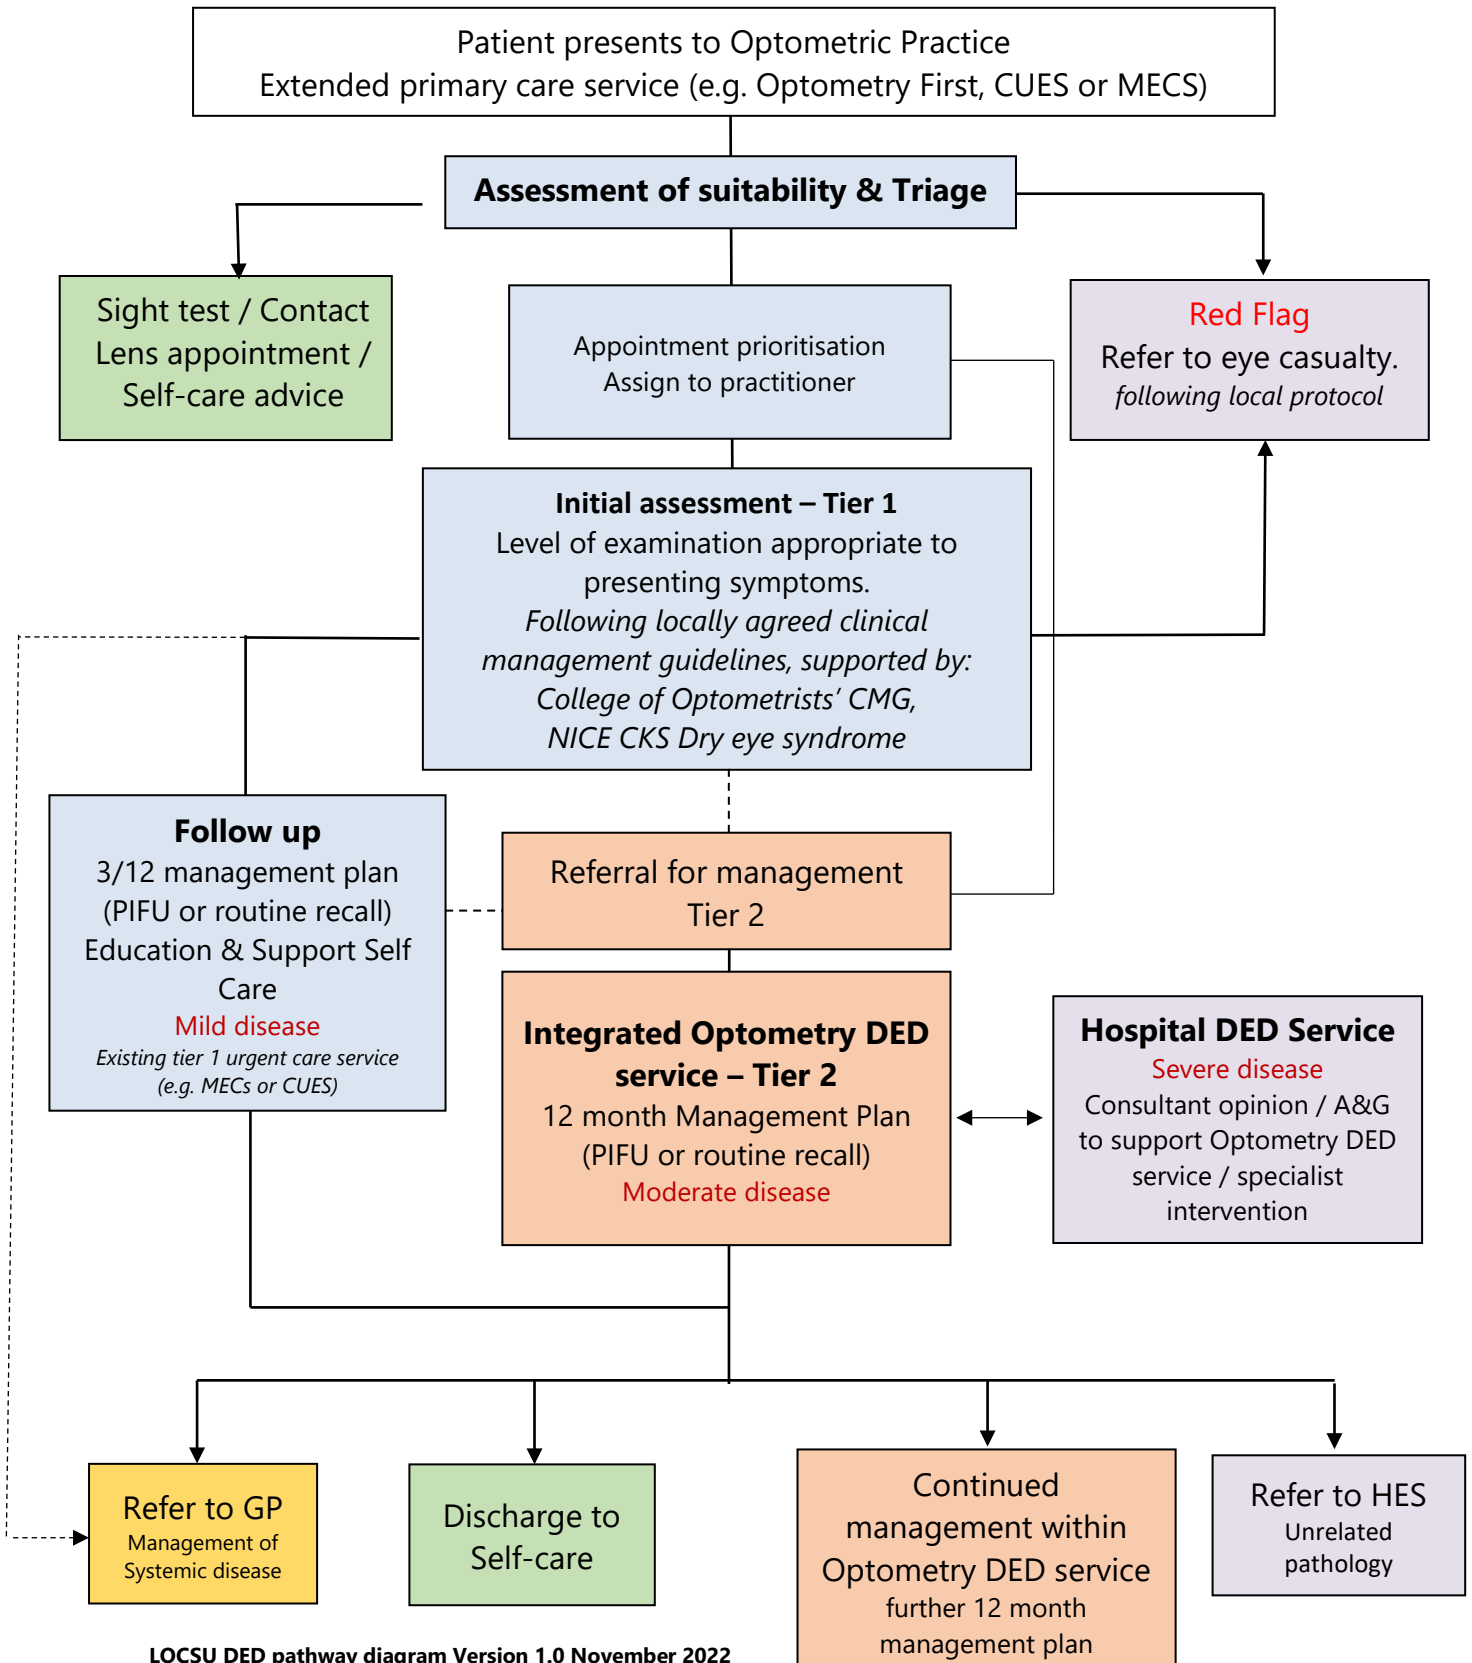 Patient presents to Optometric Practice
Extended primary care service (e.g. Optometry First, CUES or MECS)
Assessment of suitability & Triage
Sight test / Contact
Lens appointment /
Self-care advice
Appointment prioritisation
Assign to practitioner
Red Flag
Refer to eye casualty.
following local protocol
Initial assessment – Tier 1
Level of examination appropriate to
presenting symptoms.
Following locally agreed clinical
management guidelines, supported by:
College of Optometrists’ CMG,
NICE CKS Dry eye syndrome
Follow up
3/12 management plan
(PIFU or routine recall)
Education & Support Self
Care
Mild disease
Existing tier 1 urgent care service
(e.g. MECs or CUES)
Referral for management
Tier 2
Integrated Optometry DED
service – Tier 2
12 month Management Plan
(PIFU or routine recall)
Moderate disease
Hospital DED Service
Severe disease
Consultant opinion / A&G
to support Optometry DED
service / specialist
intervention
Refer to GP
Management of
Systemic disease
Discharge to
Self-care
Continued
management within
Optometry DED service
further 12 month
management plan
Refer to HES
Unrelated
pathology
LOCSU DED pathway diagram Version 1.0 November 2022